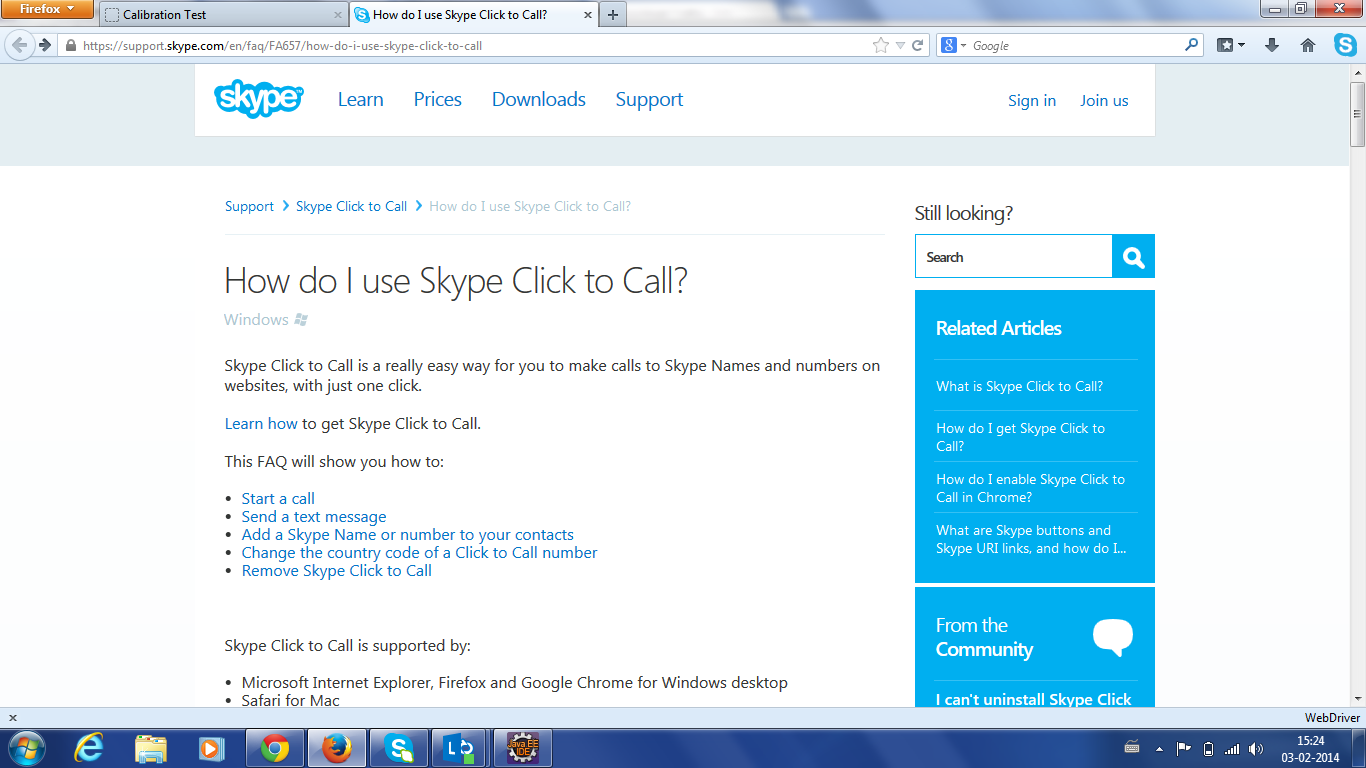 Firefox
Calibration Test
How do I use Skype Click to Call?
https://support.skype.com/en/faq/FA657/how-do-i-use-skype-click-to-call
Google
skype™
Learn
Prices
Downloads
Support
Sign in
Join us
Support
Skype Click to Call
How do I use Skype Click to Call?
How do I use Skype Click to Call?
Windows
Skype Click to Call is a really easy way for you to make calls to Skype Names and numbers on
websites, with just one click.
Learn how to get Skype Click to Call.
This FAQ will show you how to:
• Start a call
• Send a text message
• Add a Skype Name or number to your contacts
• Change the country code of a Click to Call number
• Remove Skype Click to Call
Skype Click to Call is supported by:
• Microsoft Internet Explorer, Firefox and Google Chrome for Windows desktop
• Safari for Mac
Still looking?
Search
Related Articles
What is Skype Click to Call?
How do I get Skype Click to
Call?
How do I enable Skype Click to
Call in Chrome?
What are Skype buttons and
Skype URI links, and how do I...
From the
Community
I can't uninstall Skype Click
WebDriver
Java EE
IDE
15:24
03-02-2014